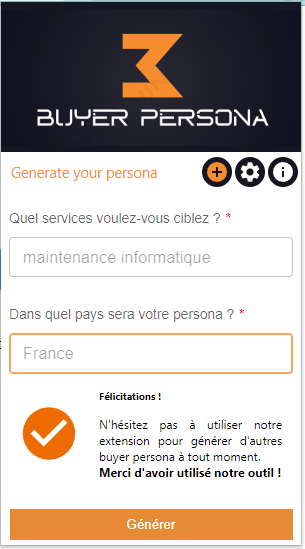 BUYER PERSONA
Generate your persona
Quel services voulez-vous ciblez ? *
maintenance informatique
Dans quel pays sera votre persona ? *
France
Félicitations !
N'hésitez pas à utiliser notre
extension pour générer d'autres
buyer persona à tout moment.
Merci d'avoir utilisé notre outil !
Générer